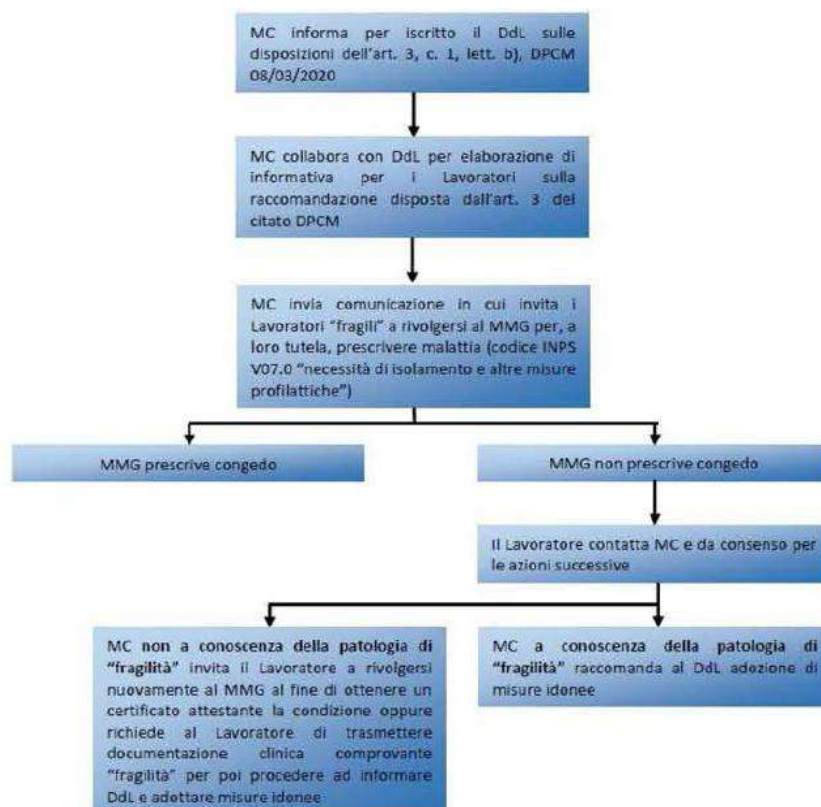 MC informa per iscritto il DdL sulle
disposizioni dell'art. 3, c. 1, lett. b), DPCM
08/03/2020
MC collabora con DdL per elaborazione di
informativa per i Lavoratori sulla
raccomandazione disposta dall'art. 3 del
citato DPCM
MC invia comunicazione in cui invita i
Lavoratori "fragili" a rivolgersi al MMG per, a
loro tutela, prescrivere malattia (codice INPS
V07.0 "necessità di isolamento e altre misure
profilattiche")
MMG prescrive congedo
MMG non prescrive congedo
Il Lavoratore contatta MC e da consenso per
le azioni successive
MC non a conoscenza della patologia di
"fragilità" invita il Lavoratore a rivolgersi
nuovamente al MMG al fine di ottenere un
certificato attestante la condizione oppure
richiede al Lavoratore di trasmettere
documentazione clinica comprovante
"fragilità" per poi procedere ad informare
DdL e adottare misure idonee
MC a conoscenza della patologia di
"fragilità" raccomanda al DdL adozione di
misure idonee